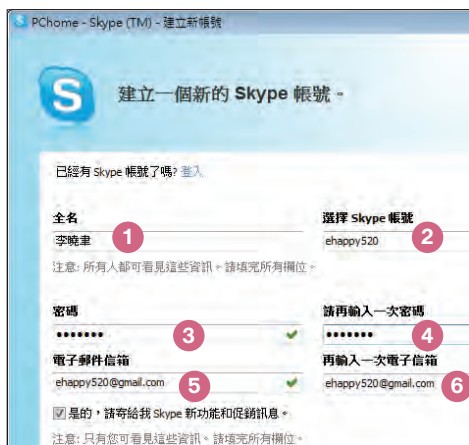 PChome - Skype (TM) - 建立新帳號
建立一個新的 Skype 帳號。
已經有 Skype 帳號了嗎? 登入
全名
選擇 Skype 帳號
李曉聿 1
ehappy520 2
注意: 所有人都可看見這些資訊。請填完所有欄位。
密碼
請再輸入一次密碼
••••••• 3
••••••• 4
電子郵件信箱
再輸入一次電子信箱
ehappy520@gmail.com 5
ehappy520@gmail.com 6
是的，請寄給我 Skype 新功能和促銷訊息。
注意: 只有您可看見這些資訊。請填完所有欄位。